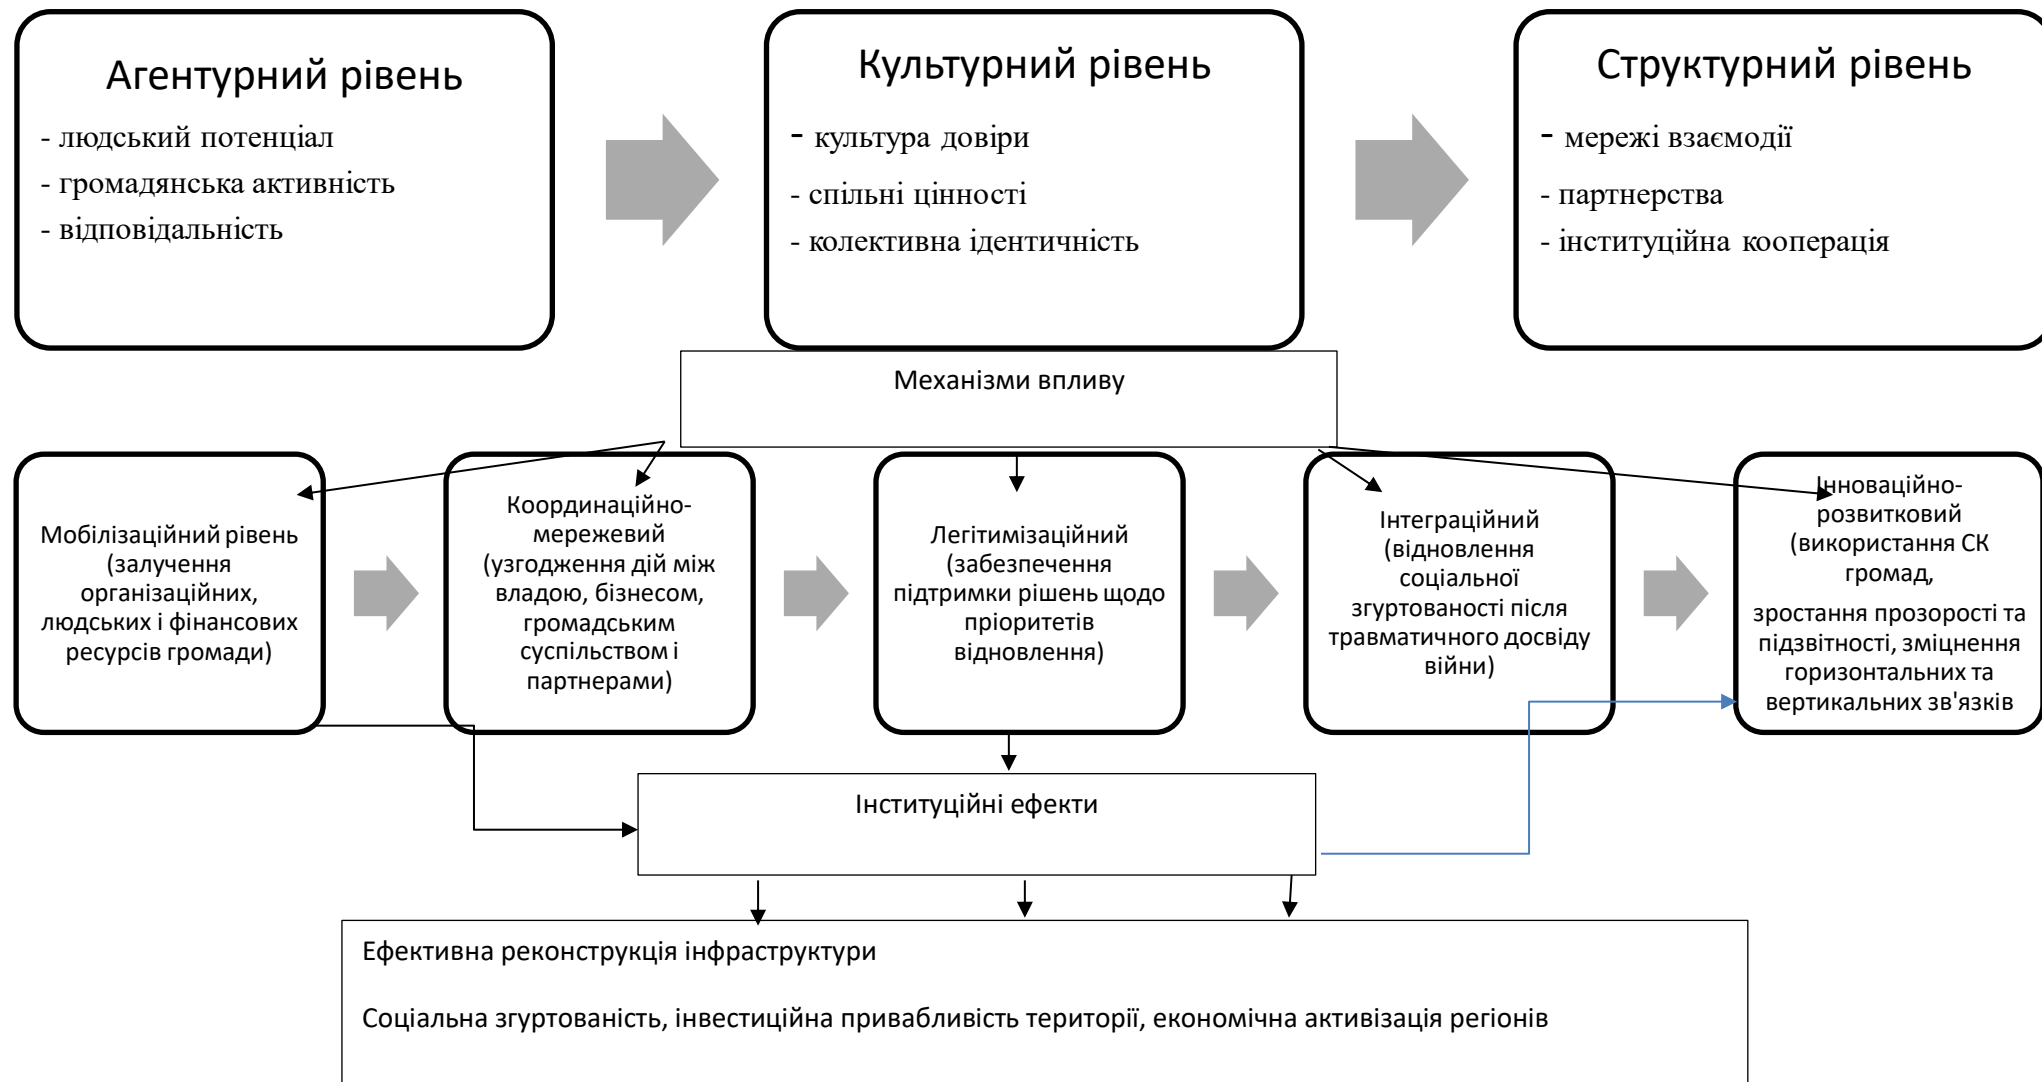 Агентурний рівень
- людський потенціал
- громадянська активність
- відповідальність
Культурний рівень
- культура довіри
- спільні цінності
- колективна ідентичність
Структурний рівень
- мережі взаємодії
- партнерства
- інституційна кооперація
Механізми впливу
Мобілізаційний рівень
(залучення
організаційних,
людських і фінансових
ресурсів громади)
Координаційно-
мережевий
(узгодження дій між
владою, бізнесом,
громадським
суспільством і
партнерами)
Легітимізаційний
(забезпечення
підтримки рішень щодо
пріоритетів
відновлення)
Інтеграційний
(відновлення
соціальної
згуртованості після
травматичного досвіду
війни)
Інноваційно-
розвитковий
(використання СК
громад,
зростання прозорості та
підзвітності, зміцнення
горизонтальних та
вертикальних зв'язків
Інституційні ефекти
Ефективна реконструкція інфраструктури
Соціальна згуртованість, інвестиційна привабливість території, економічна активізація регіонів